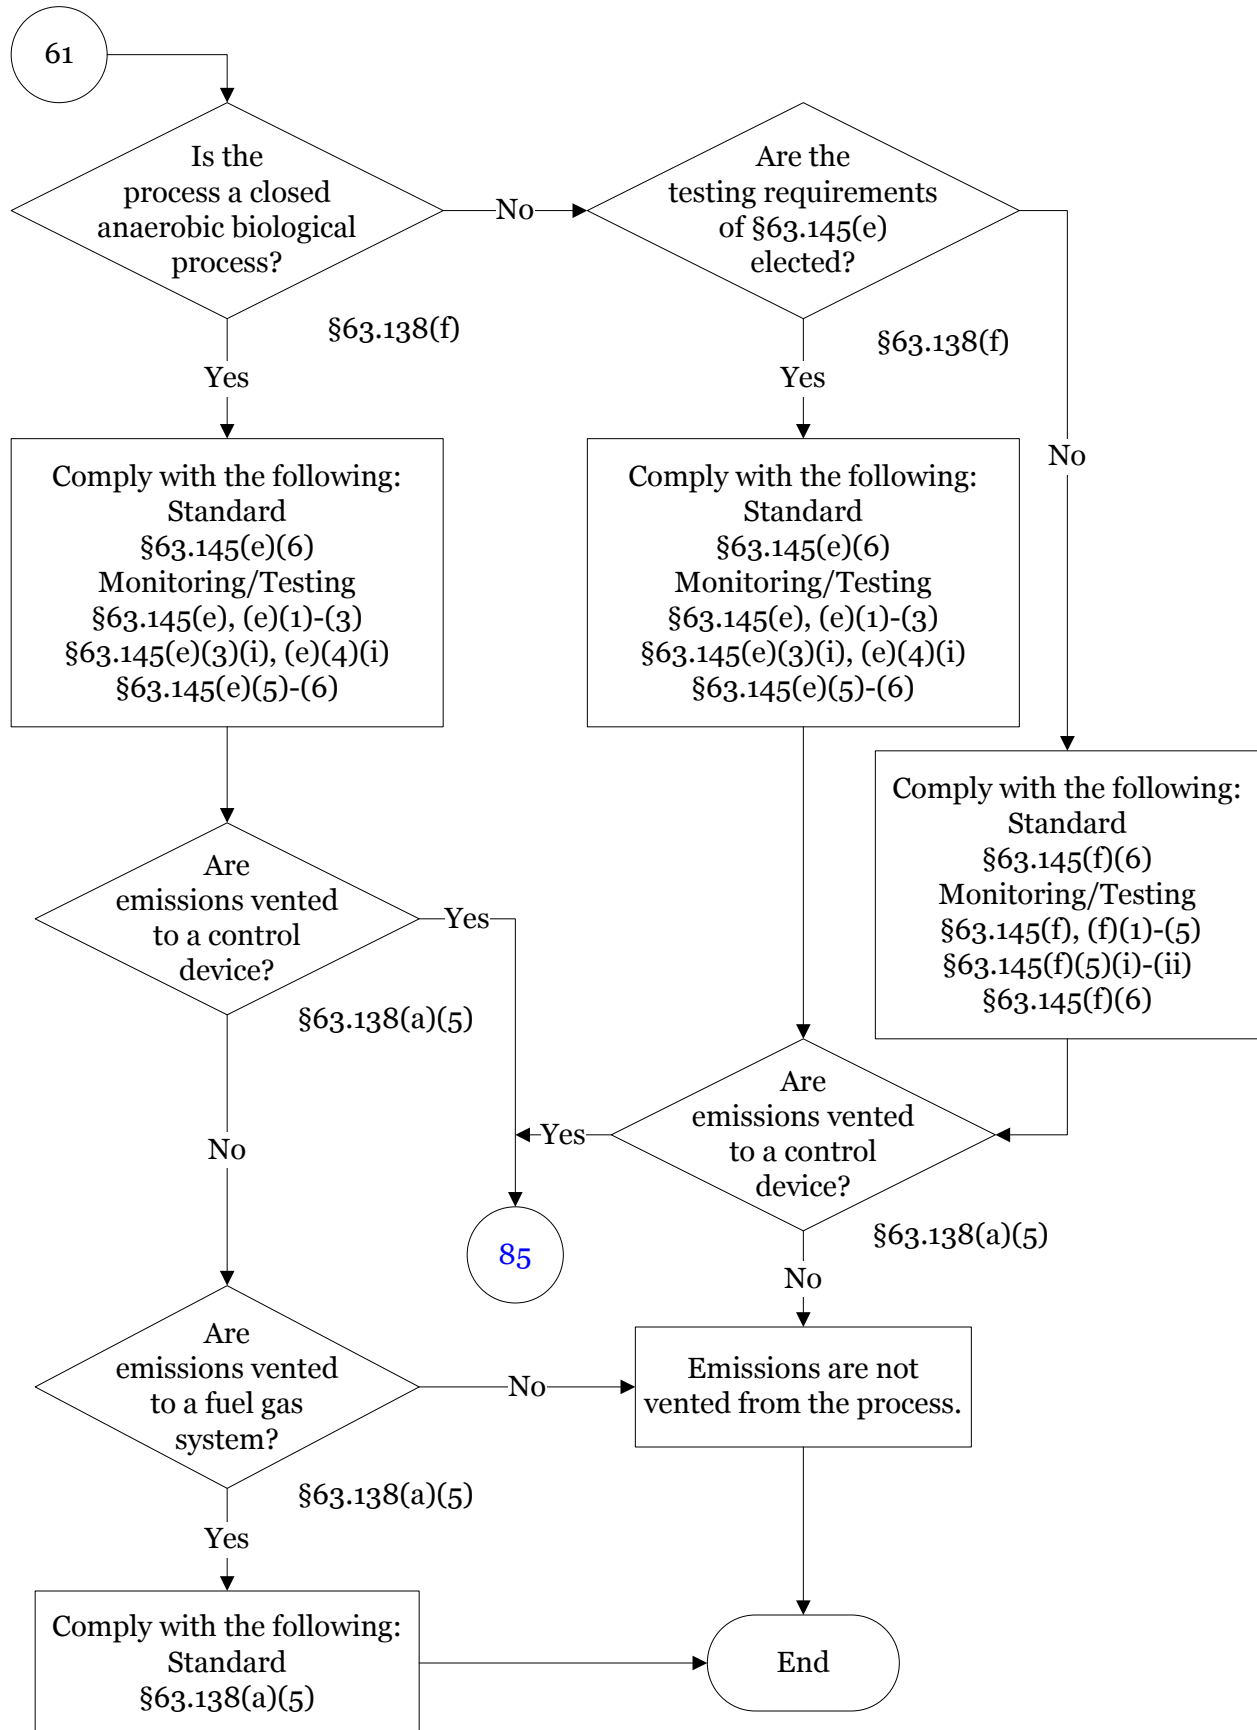 61
Is the
process a closed
anaerobic biological
process?
No
Are the
testing requirements
of §63.145(e)
elected?
§63.138(f)
§63.138(f)
Yes
Yes
No
Comply with the following:
Standard
§63.145(e)(6)
Monitoring/Testing
§63.145(e), (e)(1)-(3)
§63.145(e)(3)(i), (e)(4)(i)
§63.145(e)(5)-(6)
Comply with the following:
Standard
§63.145(e)(6)
Monitoring/Testing
§63.145(e), (e)(1)-(3)
§63.145(e)(3)(i), (e)(4)(i)
§63.145(e)(5)-(6)
Comply with the following:
Standard
§63.145(f)(6)
Monitoring/Testing
§63.145(f), (f)(1)-(5)
§63.145(f)(5)(i)-(ii)
§63.145(f)(6)
Are
emissions vented
to a control
device?
Yes
§63.138(a)(5)
No
Are
emissions vented
to a control
device?
Yes
§63.138(a)(5)
No
85
Are
emissions vented
to a fuel gas
system?
No
Emissions are not
vented from the process.
§63.138(a)(5)
Yes
Comply with the following:
Standard
§63.138(a)(5)
End